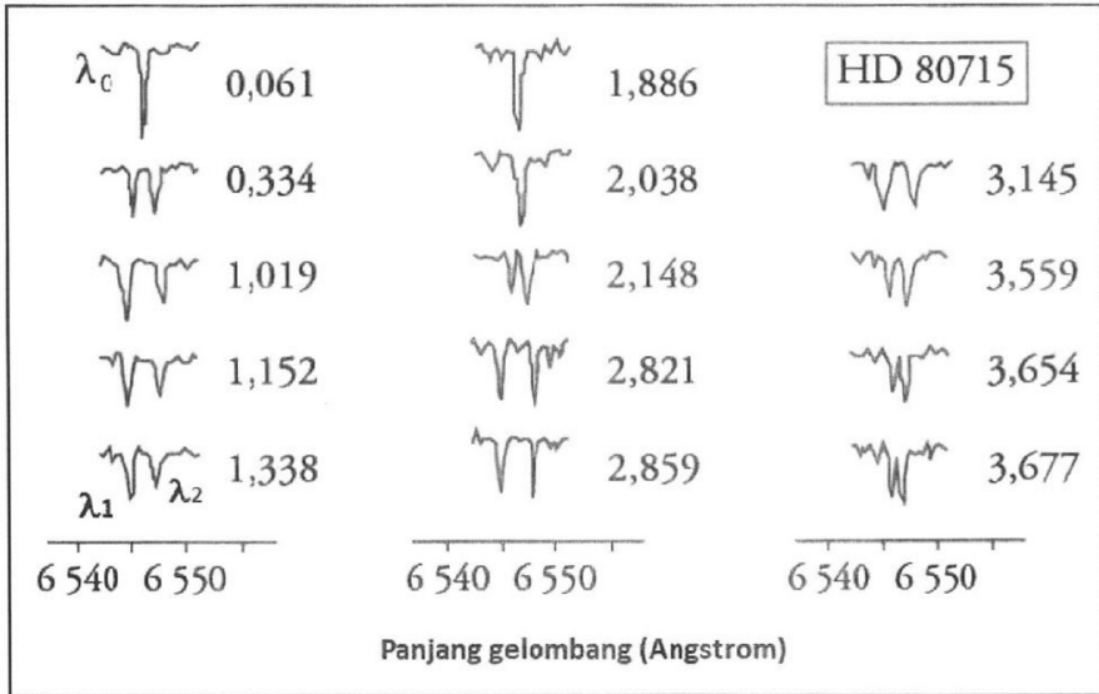 λ0 0,061 1,886 HD 80715
0,334 2,038 3,145
1,019 2,148 3,559
1,152 2,821 3,654
λ1 λ2 1,338 2,859 3,677
6 540 6 550 6 540 6 550 6 540 6 550
Panjang gelombang (Angstrom)